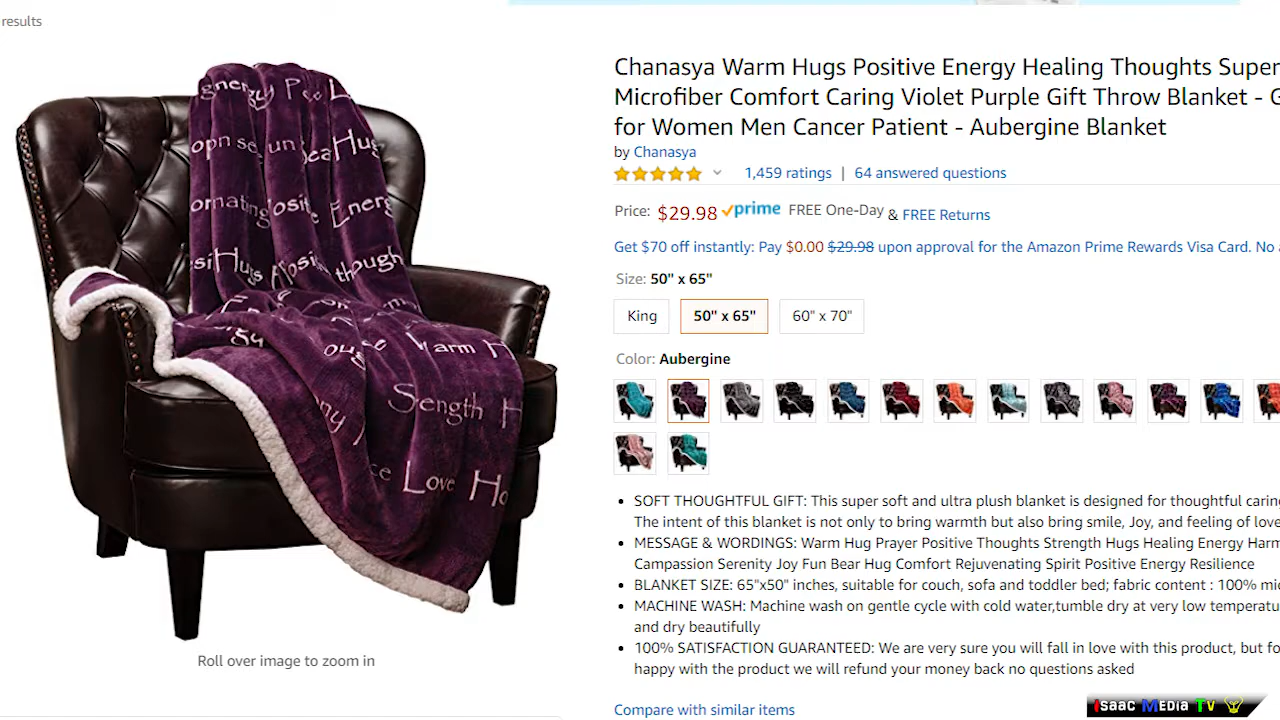 results
Chanasya Warm Hugs Positive Energy Healing Thoughts Super
Microfiber Comfort Caring Violet Purple Gift Throw Blanket - G
for Women Men Cancer Patient - Aubergine Blanket
by Chanasya
1,459 ratings | 64 answered questions
Price: $29.98 prime FREE One-Day & FREE Returns
Get $70 off instantly: Pay $0.00 $29.98 upon approval for the Amazon Prime Rewards Visa Card. No
Size: 50" x 65"
King 50" x 65" 60" x 70"
Color: Aubergine
SOFT THOUGHTFUL GIFT: This super soft and ultra plush blanket is designed for thoughtful caring
The intent of this blanket is not only to bring warmth but also bring smile, Joy, and feeling of love
MESSAGE & WORDINGS: Warm Hug Prayer Positive Thoughts Strength Hugs Healing Energy Harm
Campassion Serenity Joy Fun Bear Hug Comfort Rejuvenating Spirit Positive Energy Resilience
BLANKET SIZE: 65"x50" inches, suitable for couch, sofa and toddler bed; fabric content : 100% mic
MACHINE WASH: Machine wash on gentle cycle with cold water,tumble dry at very low temperatu
and dry beautifully
100% SATISFACTION GUARANTEED: We are very sure you will fall in love with this product, but fo
happy with the product we will refund your money back no questions asked
Compare with similar items
Hug
Energ
Hugs
though
Warm H
Sength H
Love Ho
Roll over image to zoom in
Isaac Media Tv